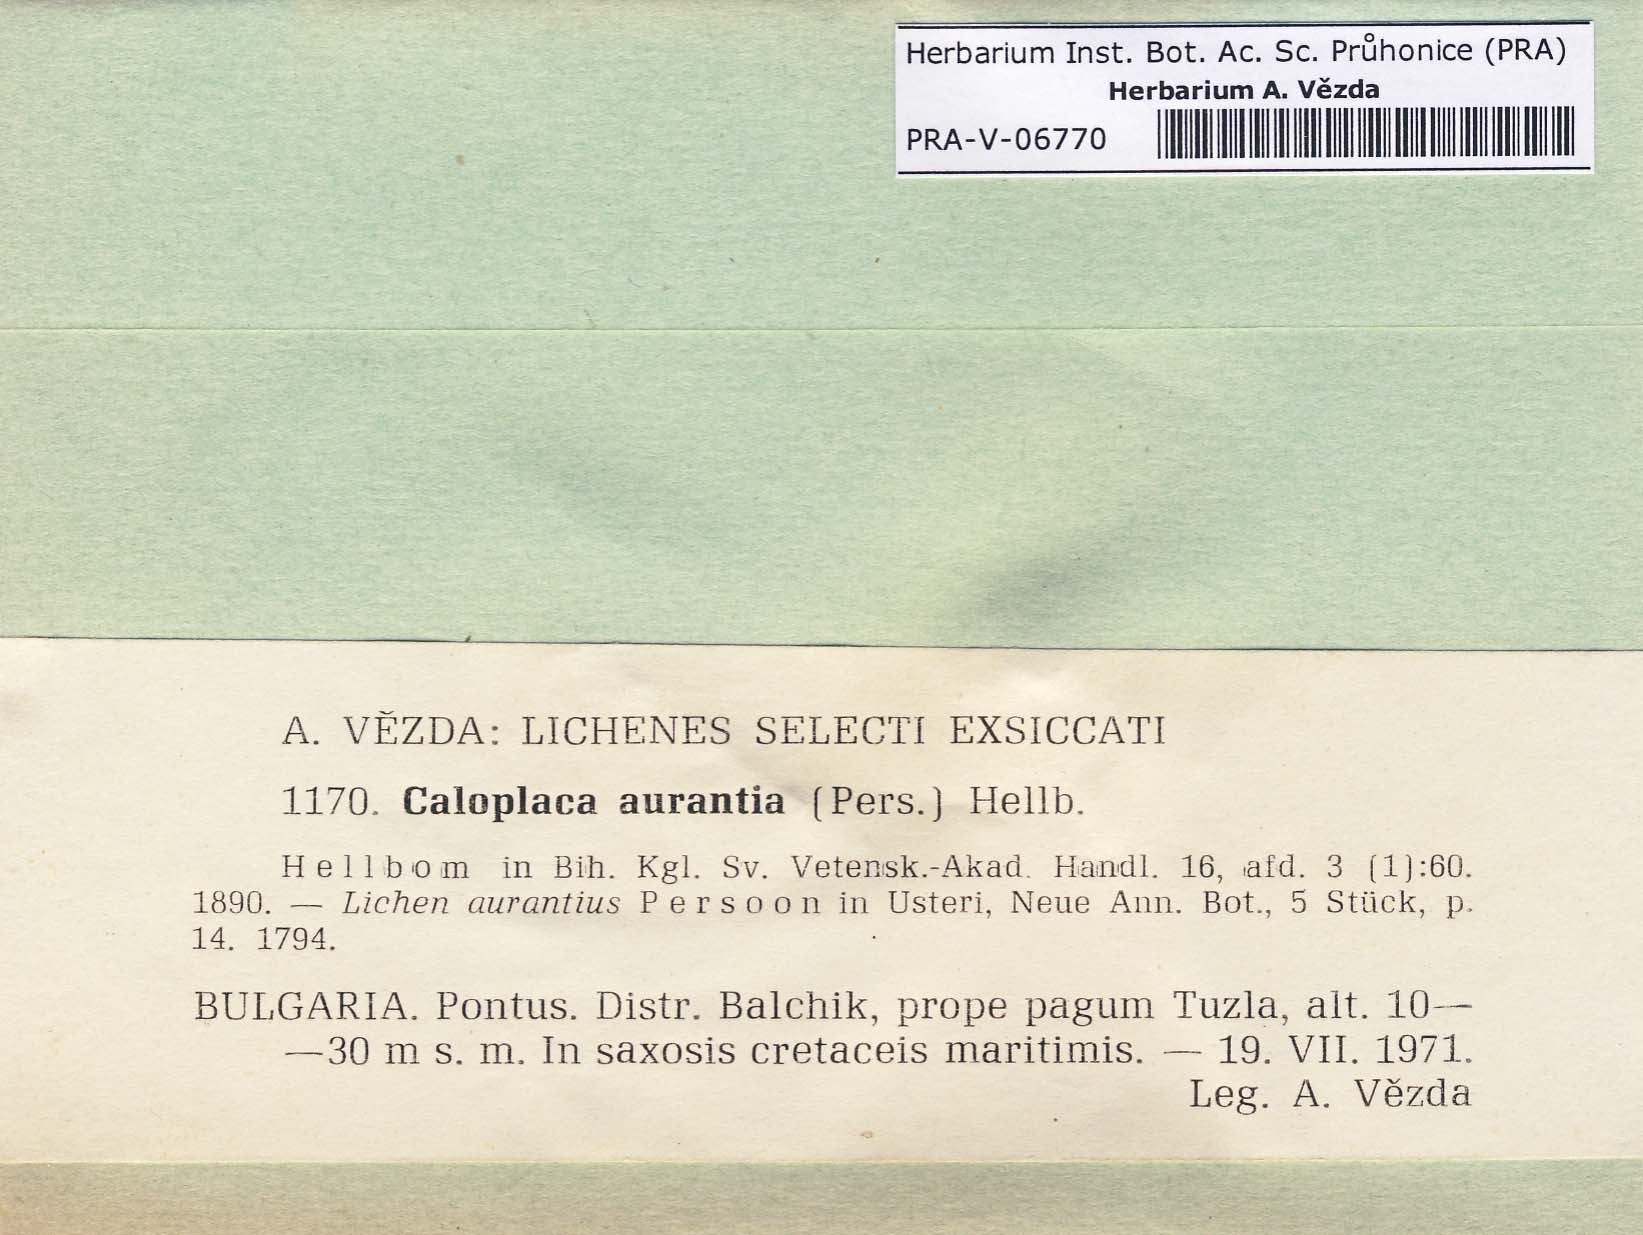 Herbarium Inst. Bot. Ac. Sc. Průhonice (PRA)
Herbarium A. Vězda
PRA-V-06770
A. VĚZDA: LICHENES SELECTI EXSICCATI
1170. Caloplaca aurantia (Pers.) Hellb.
Hellbom in Bih. Kgl. Sv. Vetensk.-Akad. Handl. 16, afd. 3 (1):60.
1890. — Lichen aurantius Persoon in Usteri, Neue Ann. Bot., 5 Stück, p.
14. 1794.
BULGARIA. Pontus. Distr. Balchik, prope pagum Tuzla, alt. 10—
—30 m s. m. In saxosis cretaceis maritimis. — 19. VII. 1971.
Leg. A. Vězda